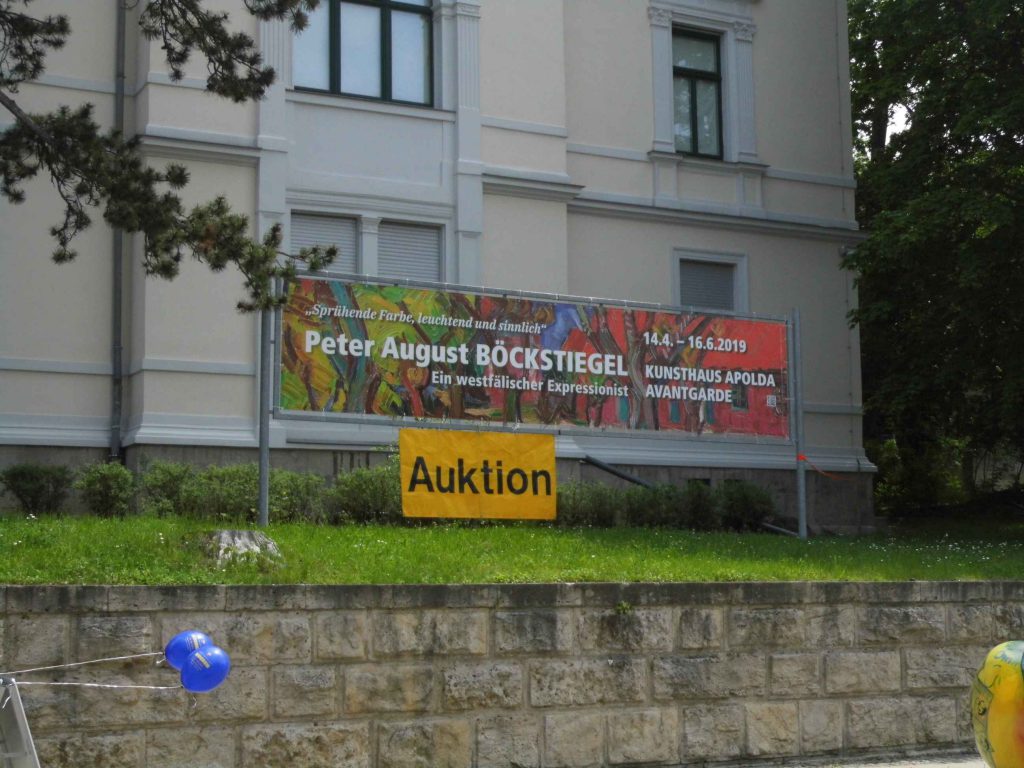 „Sprühende Farbe, leuchtend und sinnlich“
Peter August BÖCKSTIEGEL
Ein westfälischer Expressionist
14.4. – 16.6.2019
KUNSTHAUS APOLDA
AVANTGARDE
Auktion